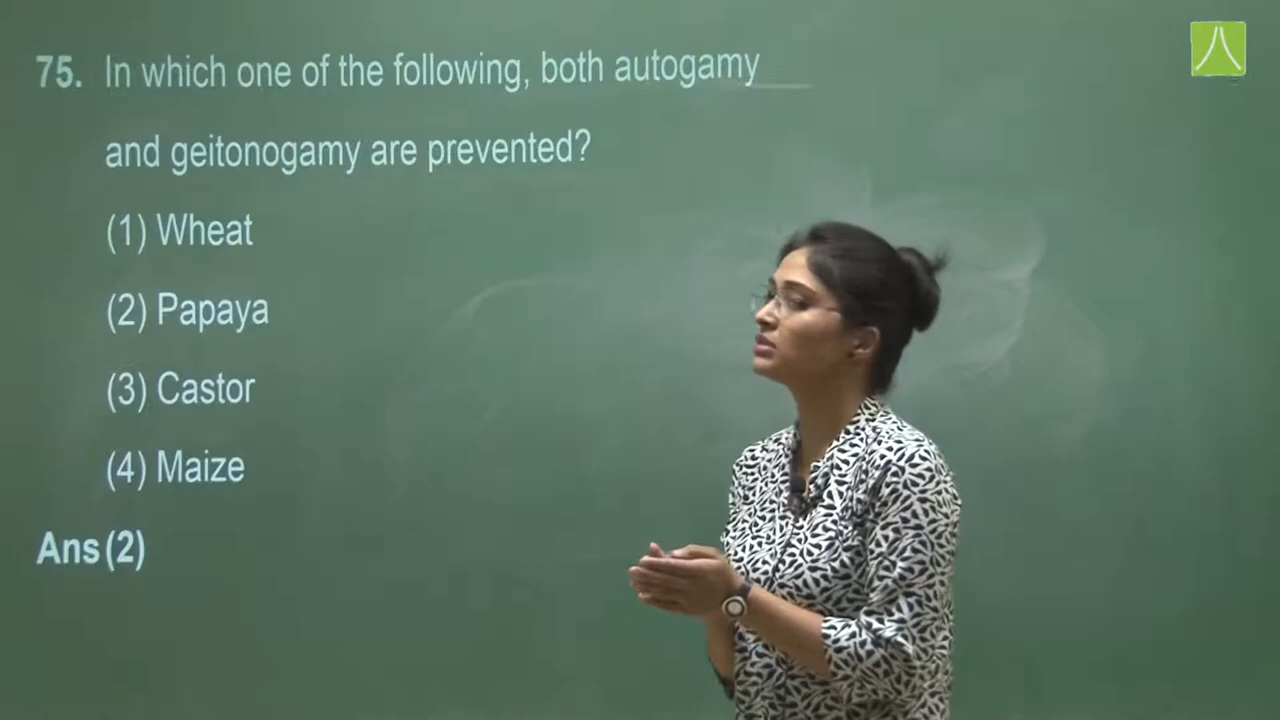 75. In which one of the following, both autogamy
and geitonogamy are prevented?
(1) Wheat
(2) Papaya
(3) Castor
(4) Maize
Ans (2)